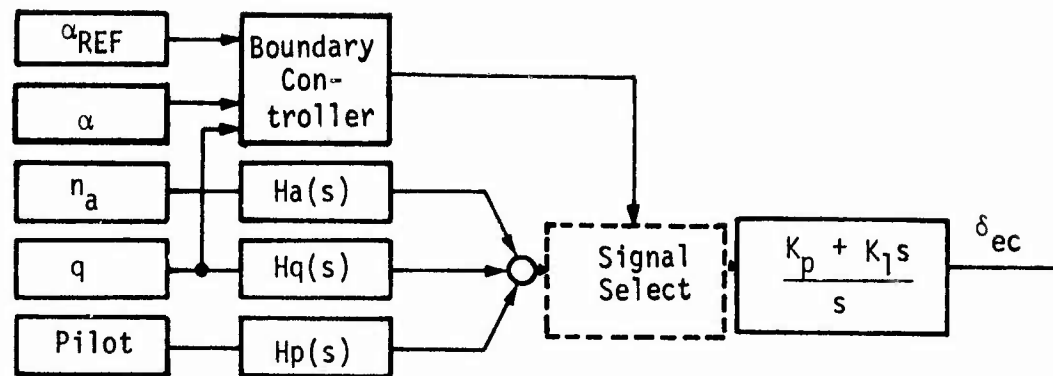 α_REF
Boundary
Con-
troller
α
n_a
Ha(s)
q
Hq(s)
Pilot
Hp(s)
Signal
Select
K_p + K_1s
s
δ_ec